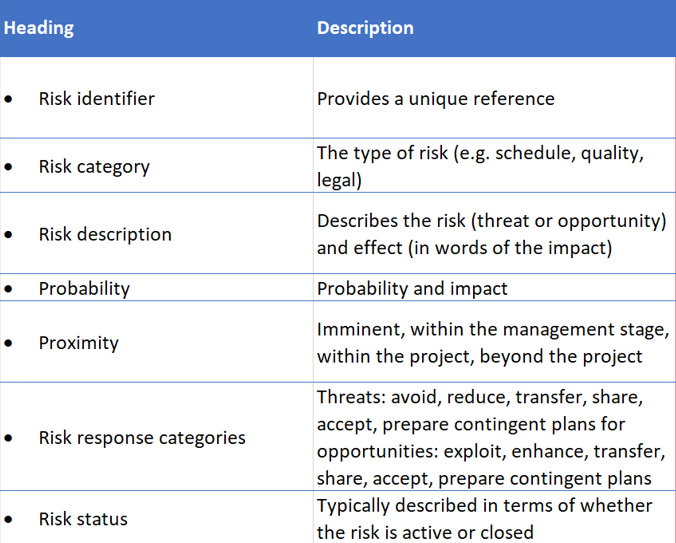 Heading Description
• Risk identifier Provides a unique reference
• Risk category The type of risk (e.g. schedule, quality,
legal)
• Risk description Describes the risk (threat or opportunity)
and effect (in words of the impact)
• Probability Probability and impact
• Proximity Imminent, within the management stage,
within the project, beyond the project
• Risk response categories Threats: avoid, reduce, transfer, share,
accept, prepare contingent plans for
opportunities: exploit, enhance, transfer,
share, accept, prepare contingent plans
• Risk status Typically described in terms of whether
the risk is active or closed